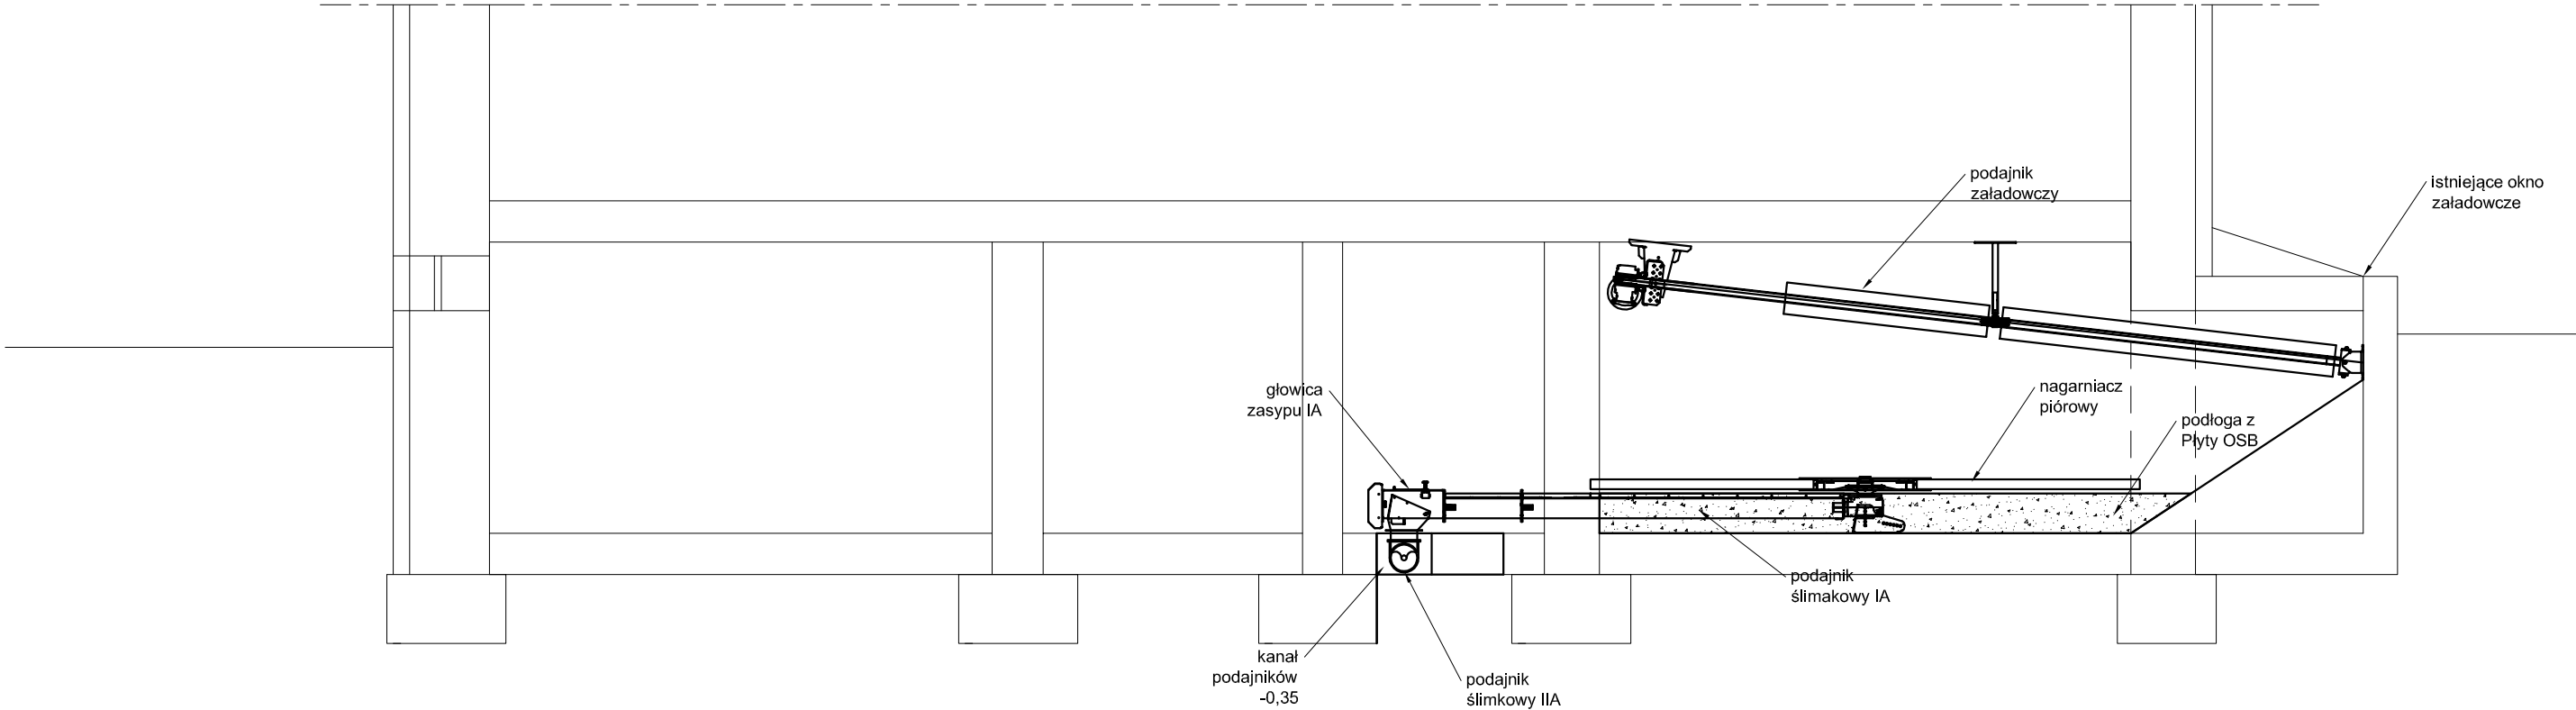 podajnik
załadowczy
istniejące okno
załadowcze
głowica
zasypu IA
nagarniacz
piórowy
podłoga z
Płyty OSB
podajnik
ślimakowy IA
kanał
podajników
-0,35
podajnik
ślimkowy IIA